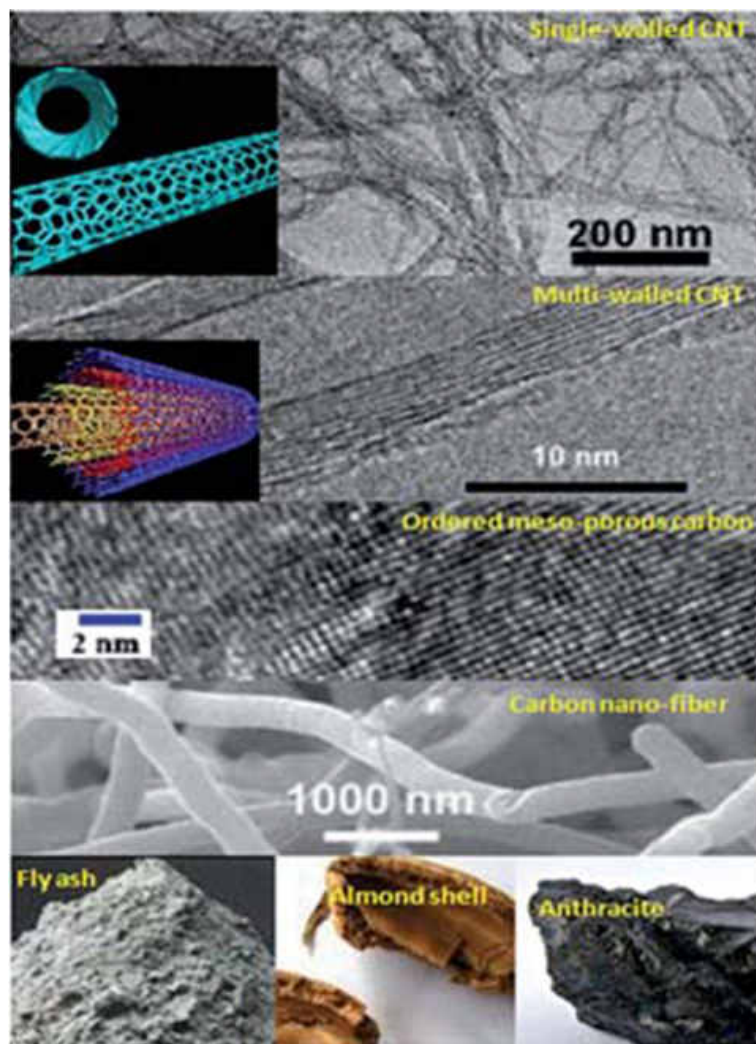 Single-walled CNT
200 nm
Multi-walled CNT
10 nm
Ordered meso-porous carbon
2 nm
Carbon nano-fiber
1000 nm
Fly ash
Almond shell
Anthracite